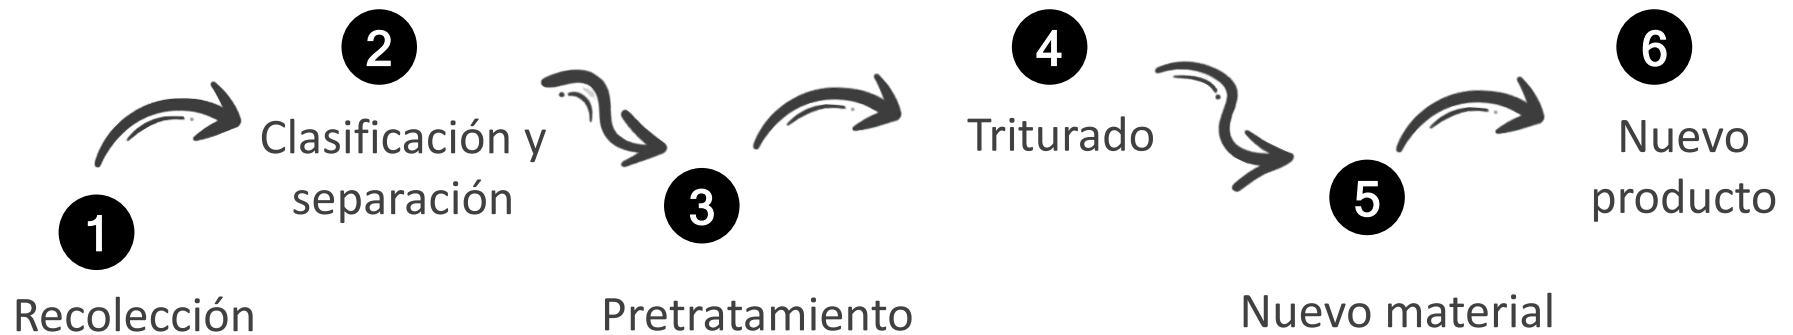 1
Recolección
2
Clasificación y
separación
3
Pretratamiento
4
Triturado
5
Nuevo material
6
Nuevo
producto